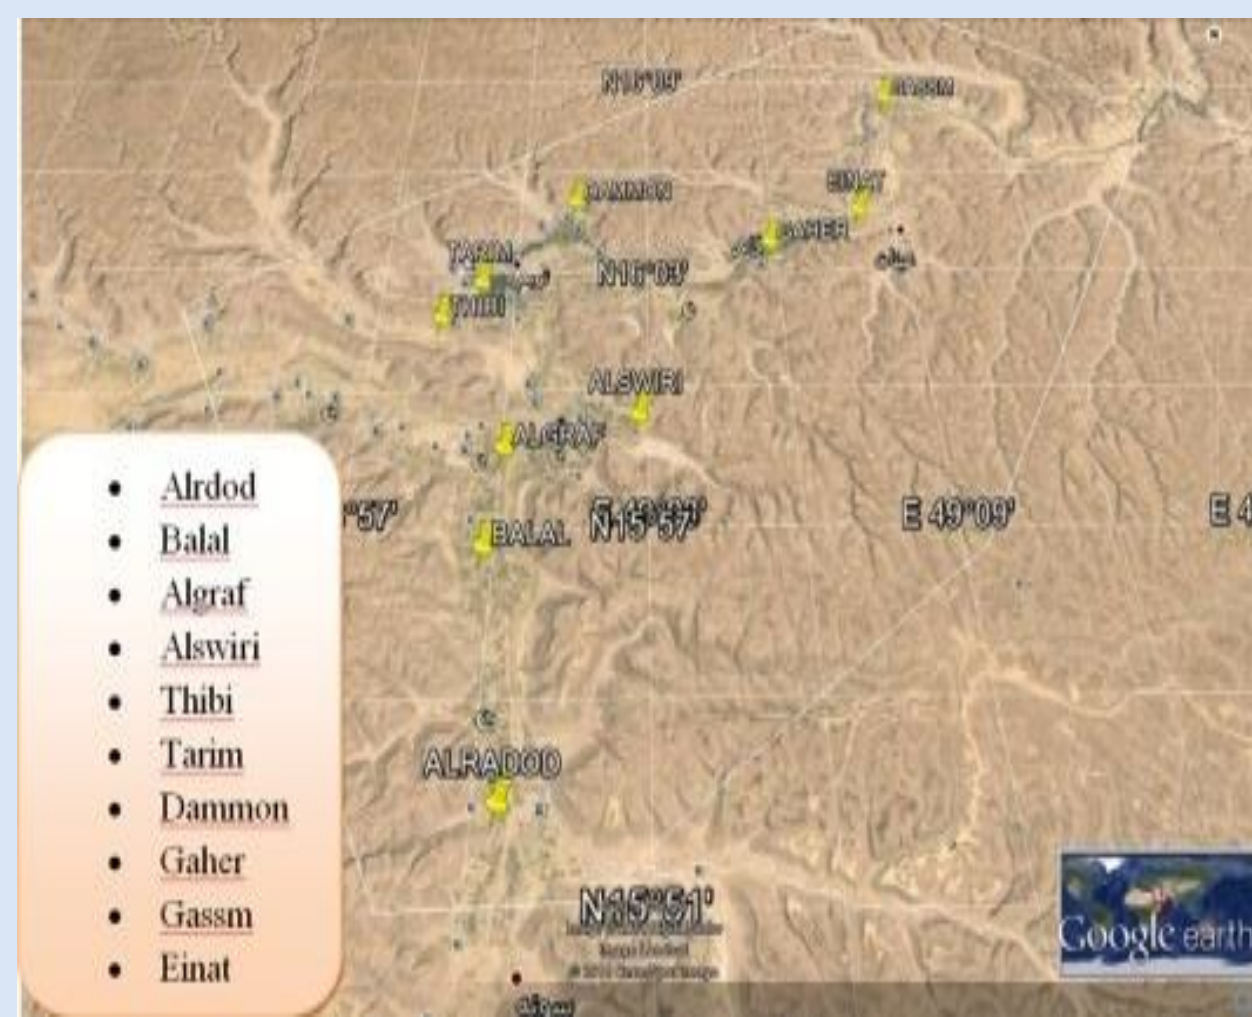 N16°09'
GASSM
DAMMON
EINAT
GAHER
TARIM
N16°03'
THIBI
ALSWIRI
ALGRAF
N15°57'
E 49°09'
E 4
BALAL
ALRADOD
N15°51'
Google earth
• Alrdod
• Balal
• Algraf
• Alswiri
• Thibi
• Tarim
• Dammon
• Gaher
• Gassm
• Einat